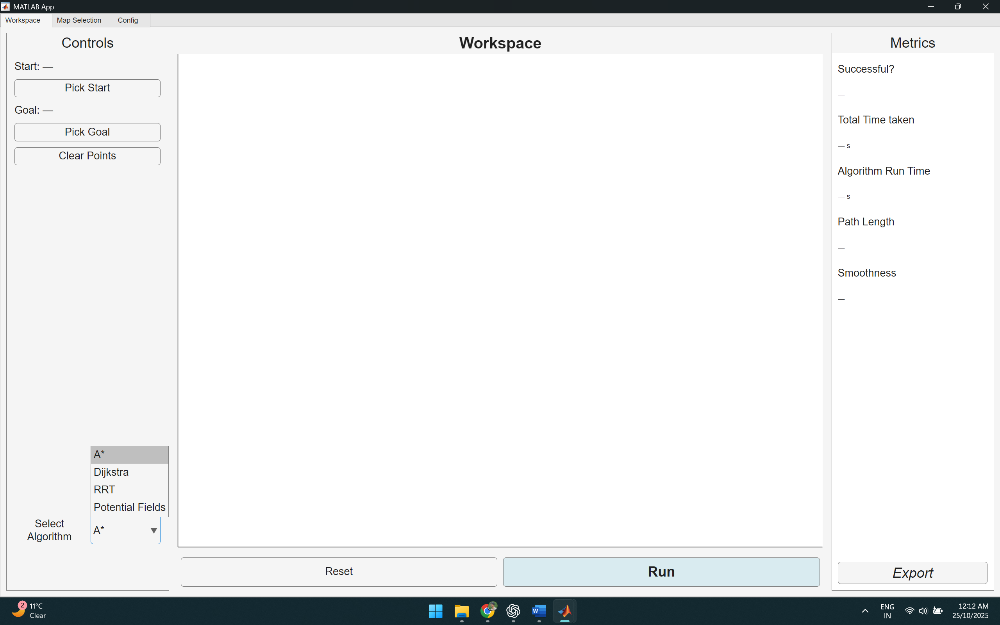 MATLAB App
Workspace
Map Selection
Config
Controls
Start: —
Pick Start
Goal: —
Pick Goal
Clear Points
A*
Dijkstra
RRT
Potential Fields
Select
Algorithm
A*
Workspace
Reset
Run
Metrics
Successful?
—
Total Time taken
— s
Algorithm Run Time
— s
Path Length
—
Smoothness
—
Export
2
11°C
Clear
W
ENG
IN
12:12 AM
25/10/2025